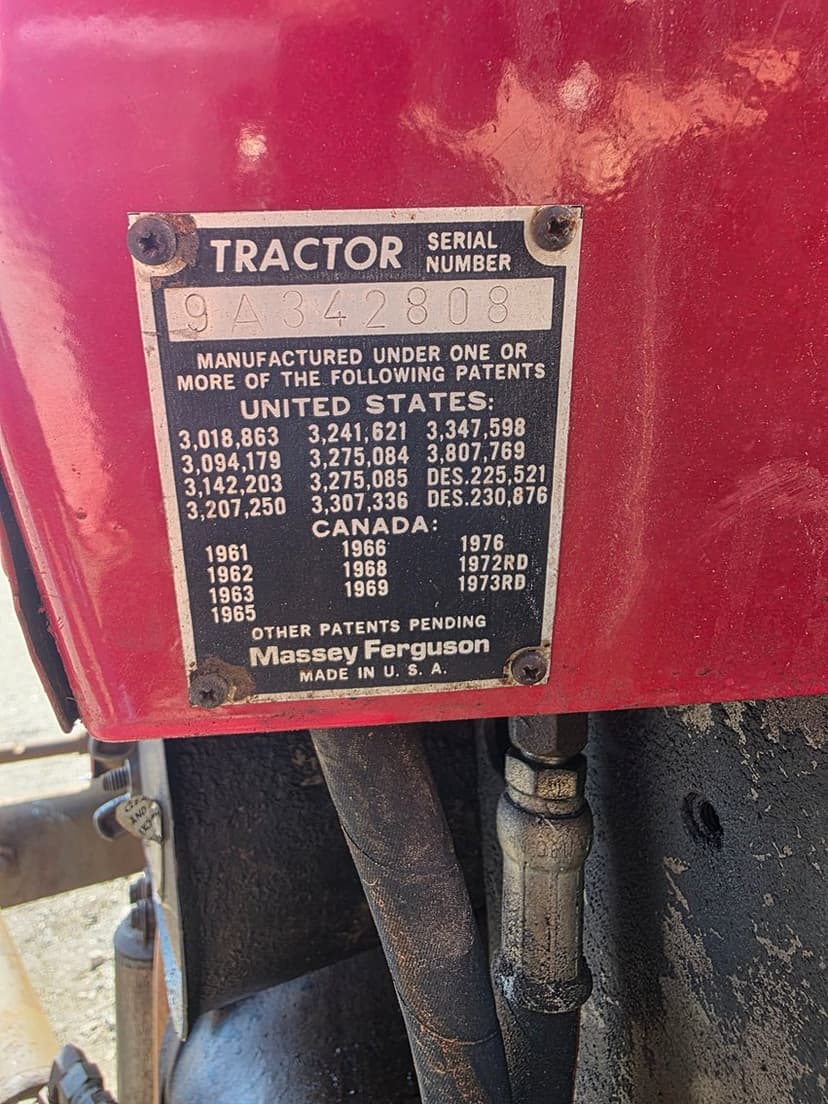 TRACTOR SERIAL NUMBER
9A342808
MANUFACTURED UNDER ONE OR
MORE OF THE FOLLOWING PATENTS
UNITED STATES:
3,018,863 3,241,621 3,347,598
3,094,179 3,275,084 3,807,769
3,142,203 3,275,085 DES.225,521
3,207,250 3,307,336 DES.230,876
CANADA:
1961 1966 1976
1962 1968 1972RD
1963 1969 1973RD
1965
OTHER PATENTS PENDING
Massey Ferguson
MADE IN U. S. A.